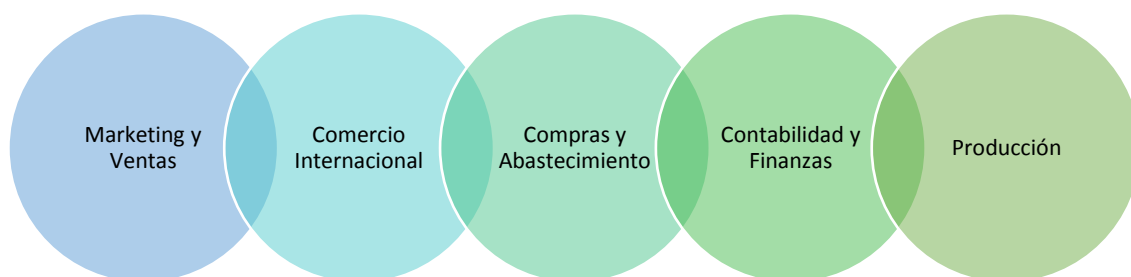 Marketing y
Ventas
Comercio
Internacional
Compras y
Abastecimiento
Contabilidad y
Finanzas
Producción